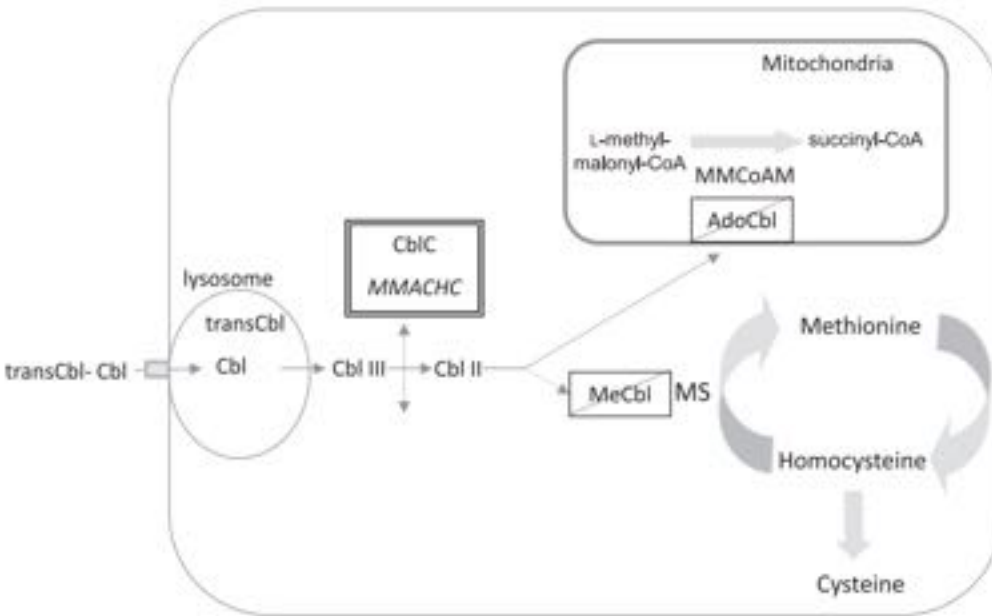 Mitochondria
L-methyl-
malonyl-CoA
succinyl-CoA
MMCoAM
AdoCbl
CblC
MMACHC
lysosome
transCbl
transCbl- Cbl
Cbl
Cbl III
Cbl II
MeCbl
MS
Methionine
Homocysteine
Cysteine